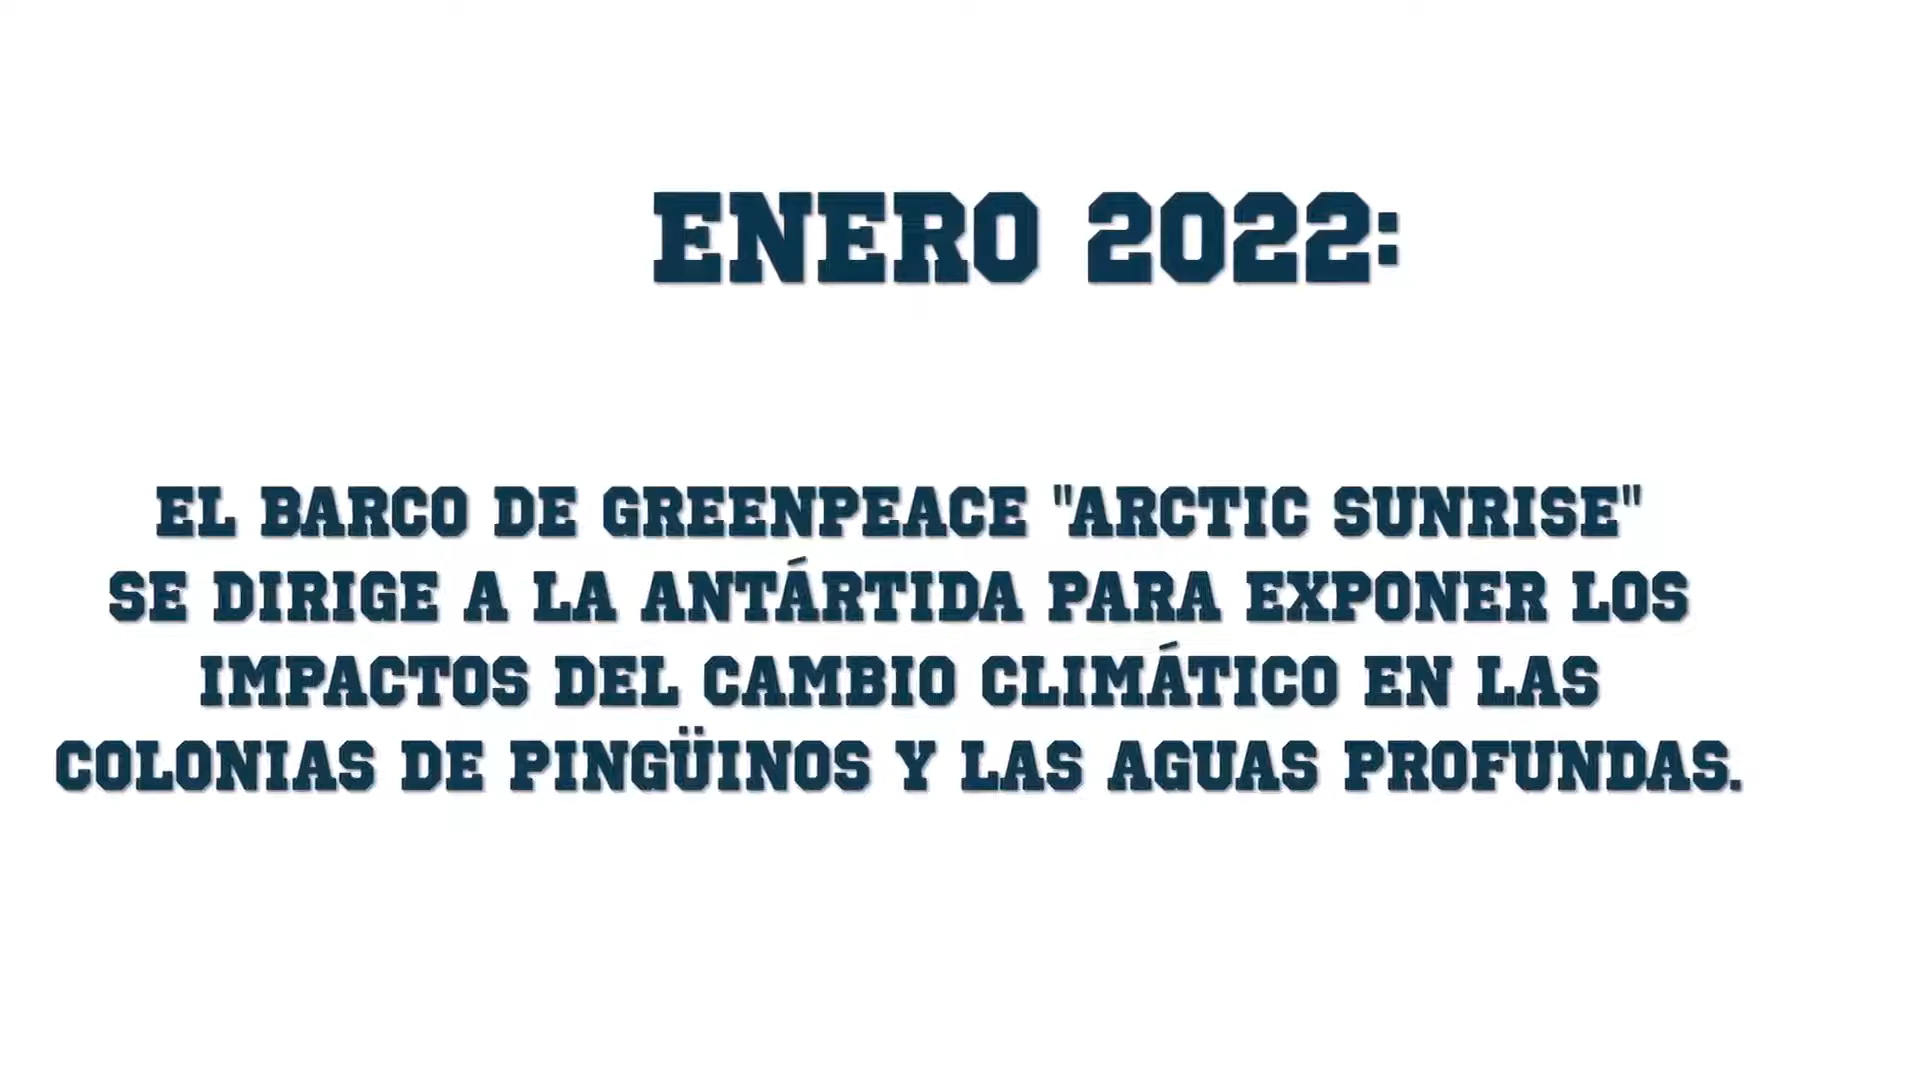 ENERO 2022:
EL BARCO DE GREENPEACE "ARCTIC SUNRISE"
SE DIRIGE A LA ANTÁRTIDA PARA EXPONER LOS
IMPACTOS DEL CAMBIO CLIMÁTICO EN LAS
COLONIAS DE PINGÜINOS Y LAS AGUAS PROFUNDAS.